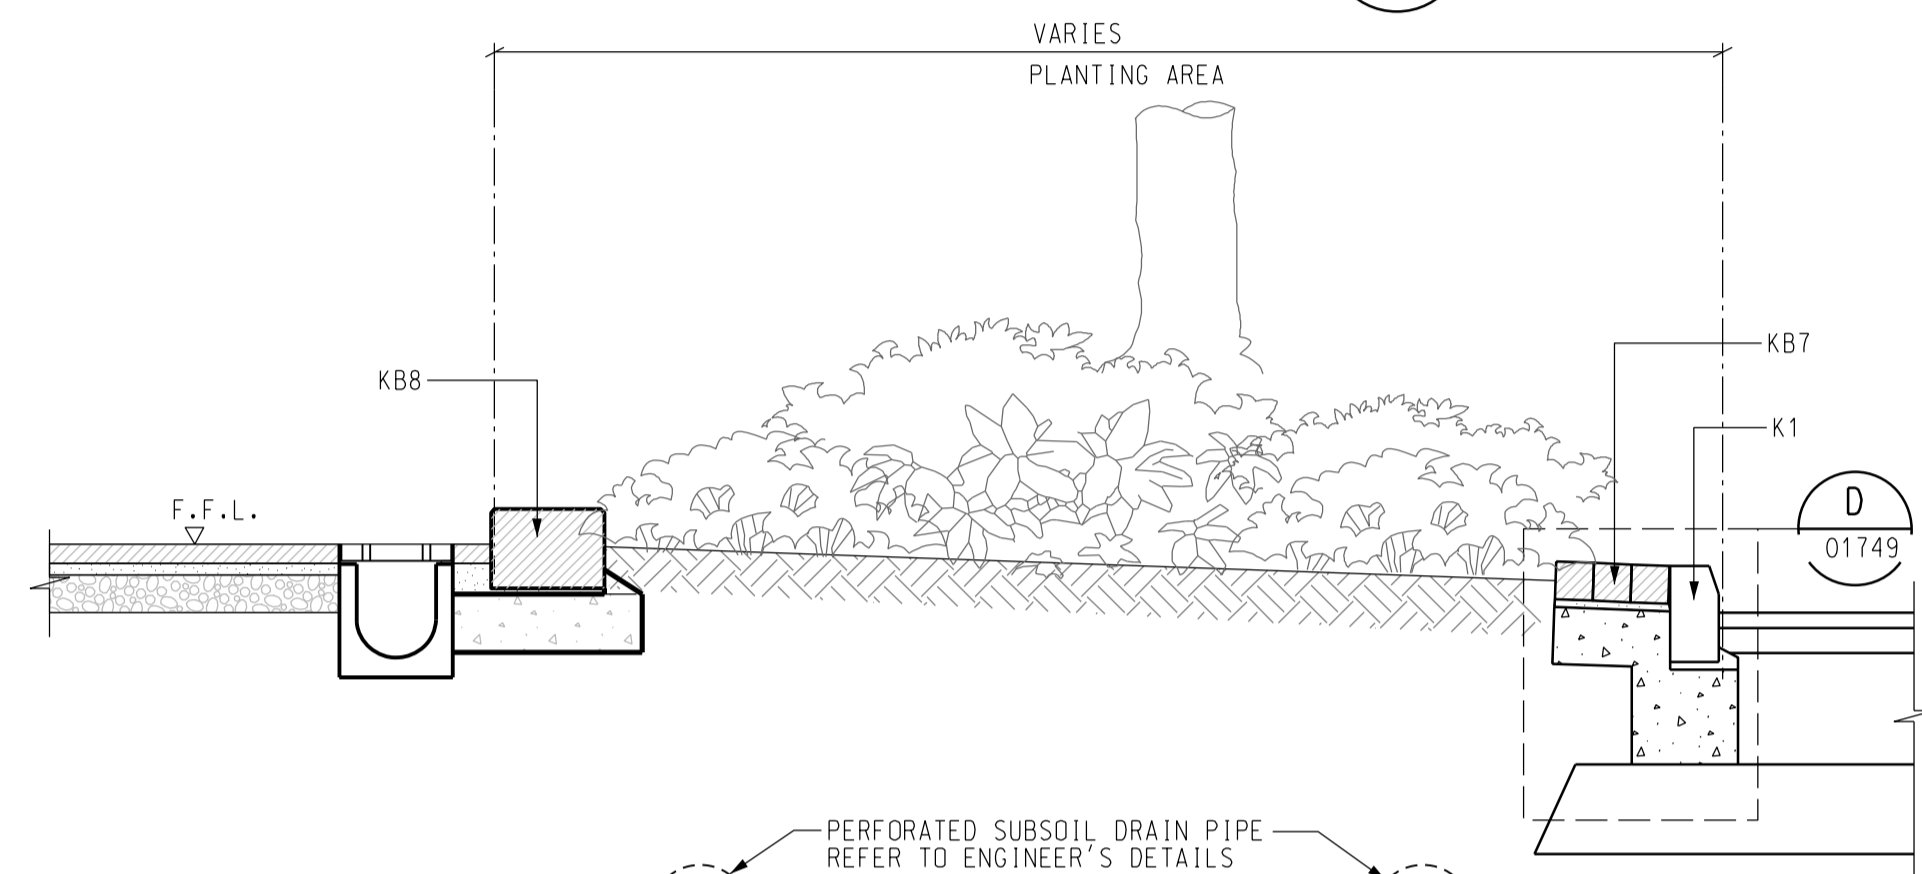 VARIES
PLANTING AREA
KB7
KB8
K1
F.F.L.
D
01749
PERFORATED SUBSOIL DRAIN PIPE
REFER TO ENGINEER'S DETAILS